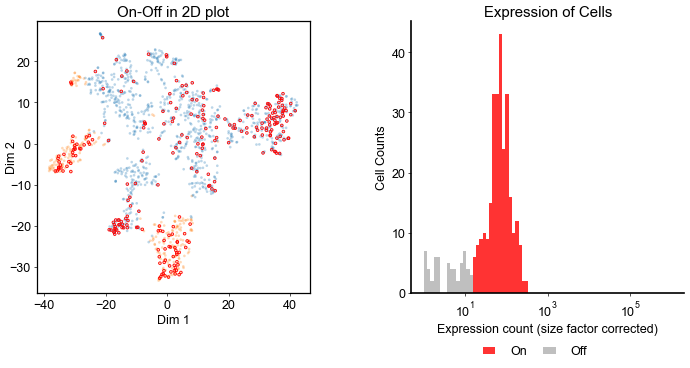 On-Off in 2D plot
20
10
0
−10
−20
−30
Dim 2
−40
−20
0
20
40
Dim 1
Expression of Cells
40
30
20
10
0
Cell Counts
10^1
10^3
10^5
Expression count (size factor corrected)
On
Off